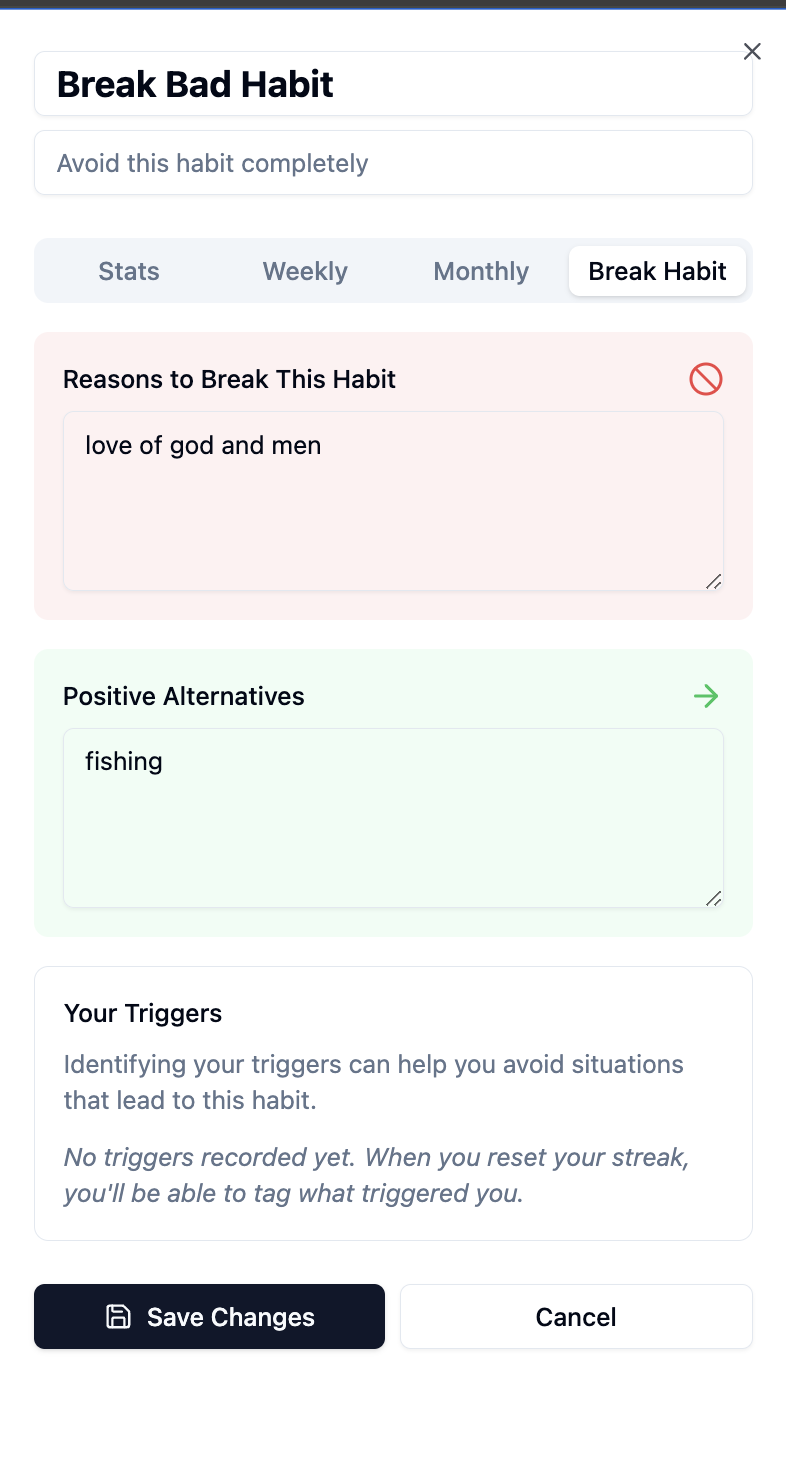 Break Bad Habit
Avoid this habit completely
Stats
Weekly
Monthly
Break Habit
Reasons to Break This Habit
love of god and men
Positive Alternatives
fishing
Your Triggers
Identifying your triggers can help you avoid situations
that lead to this habit.
No triggers recorded yet. When you reset your streak,
you'll be able to tag what triggered you.
Save Changes
Cancel